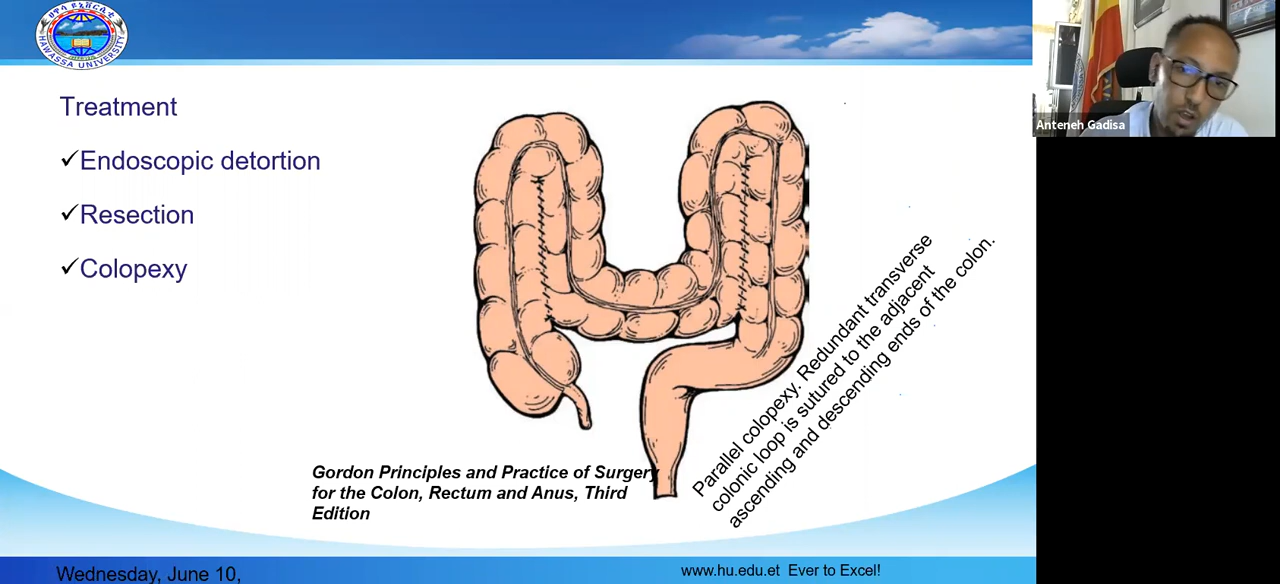 ሀዋሳ ዩኒቨርሲቲ
HAWASSA UNIVERSITY
Anteneh Gadisa
Treatment
✓Endoscopic detortion
✓Resection
✓Colopexy
Parallel colopexy. Redundant transverse
colonic loop is sutured to the adjacent
ascending and descending ends of the colon.
Gordon Principles and Practice of Surgery
for the Colon, Rectum and Anus, Third
Edition
Wednesday, June 10,
www.hu.edu.et Ever to Excel!